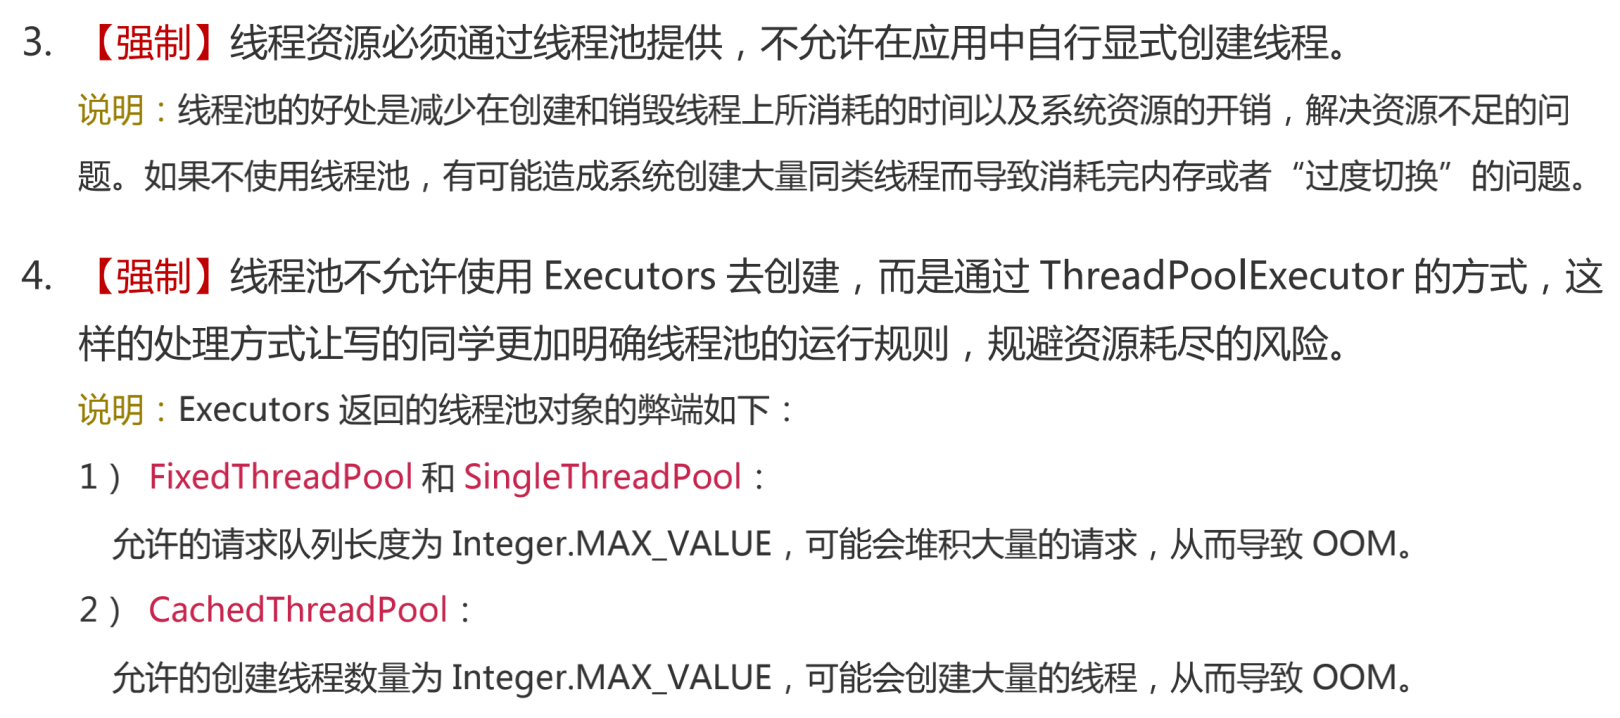 3. 【强制】线程资源必须通过线程池提供，不允许在应用中自行显式创建线程。
说明：线程池的好处是减少在创建和销毁线程上所消耗的时间以及系统资源的开销，解决资源不足的问
题。如果不使用线程池，有可能造成系统创建大量同类线程而导致消耗完内存或者“过度切换”的问题。
4. 【强制】线程池不允许使用 Executors 去创建，而是通过 ThreadPoolExecutor 的方式，这
样的处理方式让写的同学更加明确线程池的运行规则，规避资源耗尽的风险。
说明：Executors 返回的线程池对象的弊端如下：
1） FixedThreadPool 和 SingleThreadPool：
允许的请求队列长度为 Integer.MAX_VALUE，可能会堆积大量的请求，从而导致 OOM。
2） CachedThreadPool：
允许的创建线程数量为 Integer.MAX_VALUE，可能会创建大量的线程，从而导致 OOM。